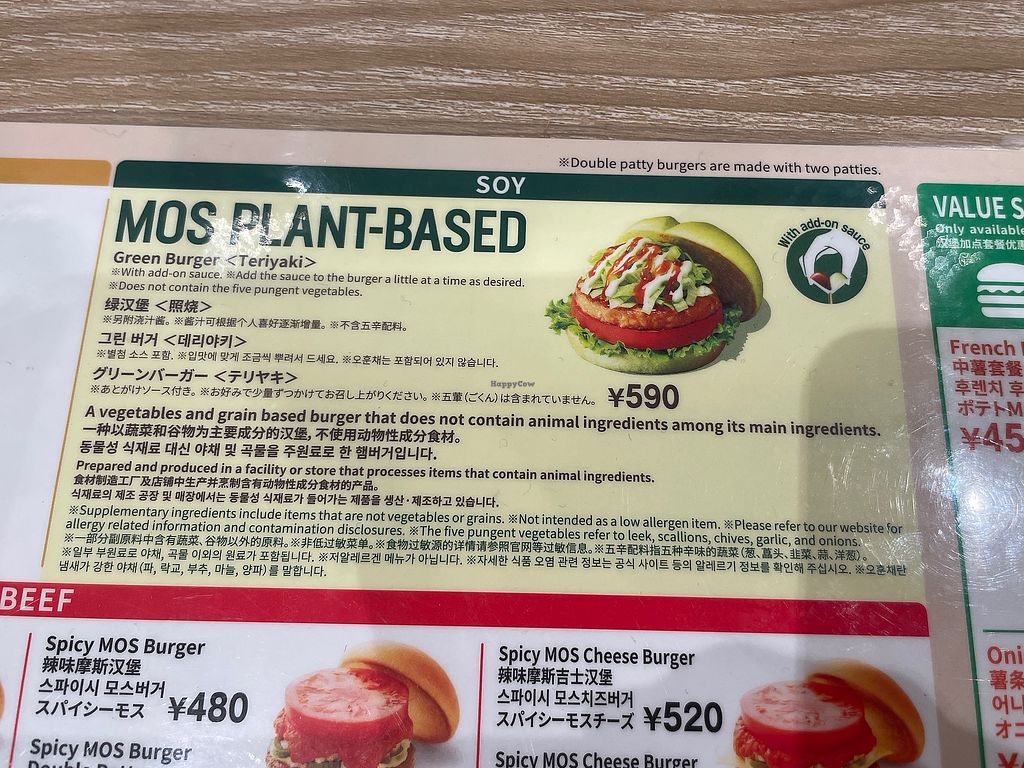 ※Double patty burgers are made with two patties.
SOY
MOS PLANT-BASED
Green Burger <Teriyaki>
※With add-on sauce. ※Add the sauce to the burger a little at a time as desired.
※Does not contain the five pungent vegetables.
绿汉堡 <照烧>
※另附浇汁酱。※酱汁可根据个人喜好逐渐增量。※不含五辛配料。
그린 버거 <데리야키>
※별첨 소스 포함. ※입맛에 맞게 조금씩 뿌려서 드세요. ※오훈채는 포함되어 있지 않습니다.
グリーンバーガー <テリヤキ>
※あとがけソース付き。※お好みで少量ずつかけてお召し上がりください。※五葷(ごくん)は含まれていません。
¥590
With add-on sauce
HappyCow
A vegetables and grain based burger that does not contain animal ingredients among its main ingredients.
一种以蔬菜和谷物为主要成分的汉堡, 不使用动物性成分食材。
동물성 식재료 대신 야채 및 곡물을 주원료로 한 햄버거입니다.
Prepared and produced in a facility or store that processes items that contain animal ingredients.
食材制造工厂及店铺中生产并烹制含有动物性成分食材的产品。
식재료의 제조 공장 및 매장에서는 동물성 식재료가 들어가는 제품을 생산·제조하고 있습니다.
※Supplementary ingredients include items that are not vegetables or grains. ※Not intended as a low allergen item. ※Please refer to our website for
allergy related information and contamination disclosures. ※The five pungent vegetables refer to leek, scallions, chives, garlic, and onions.
※一部分副原料中含有蔬菜、谷物以外的原料。※非低过敏菜单。※食物过敏源的详情请参照官网等过敏信息。※五辛配料指五种辛味的蔬菜(葱、藠头、韭菜、蒜、洋葱)。
※일부 부원료로 야채, 곡물 이외의 원료가 포함됩니다. ※저알레르겐 메뉴가 아닙니다. ※자세한 식품 오염 관련 정보는 공식 사이트 등의 알레르기 정보를 확인해 주십시오. ※오훈채란
냄새가 강한 야채(파, 락교, 부추, 마늘, 양파)를 말합니다.
BEEF
Spicy MOS Burger
辣味摩斯汉堡
스파이시 모스버거
スパイシーモス
¥480
Spicy MOS Burger
Spicy MOS Cheese Burger
辣味摩斯吉士汉堡
스파이시 모스치즈버거
スパイシーモスチーズ
¥520
Spicy MOS Cheese Burger
VALUE S
Only available
汉堡加点套餐优惠
French
中薯套餐
후렌치 후
ポテトM
¥45
Oni
薯条
어니
オニ